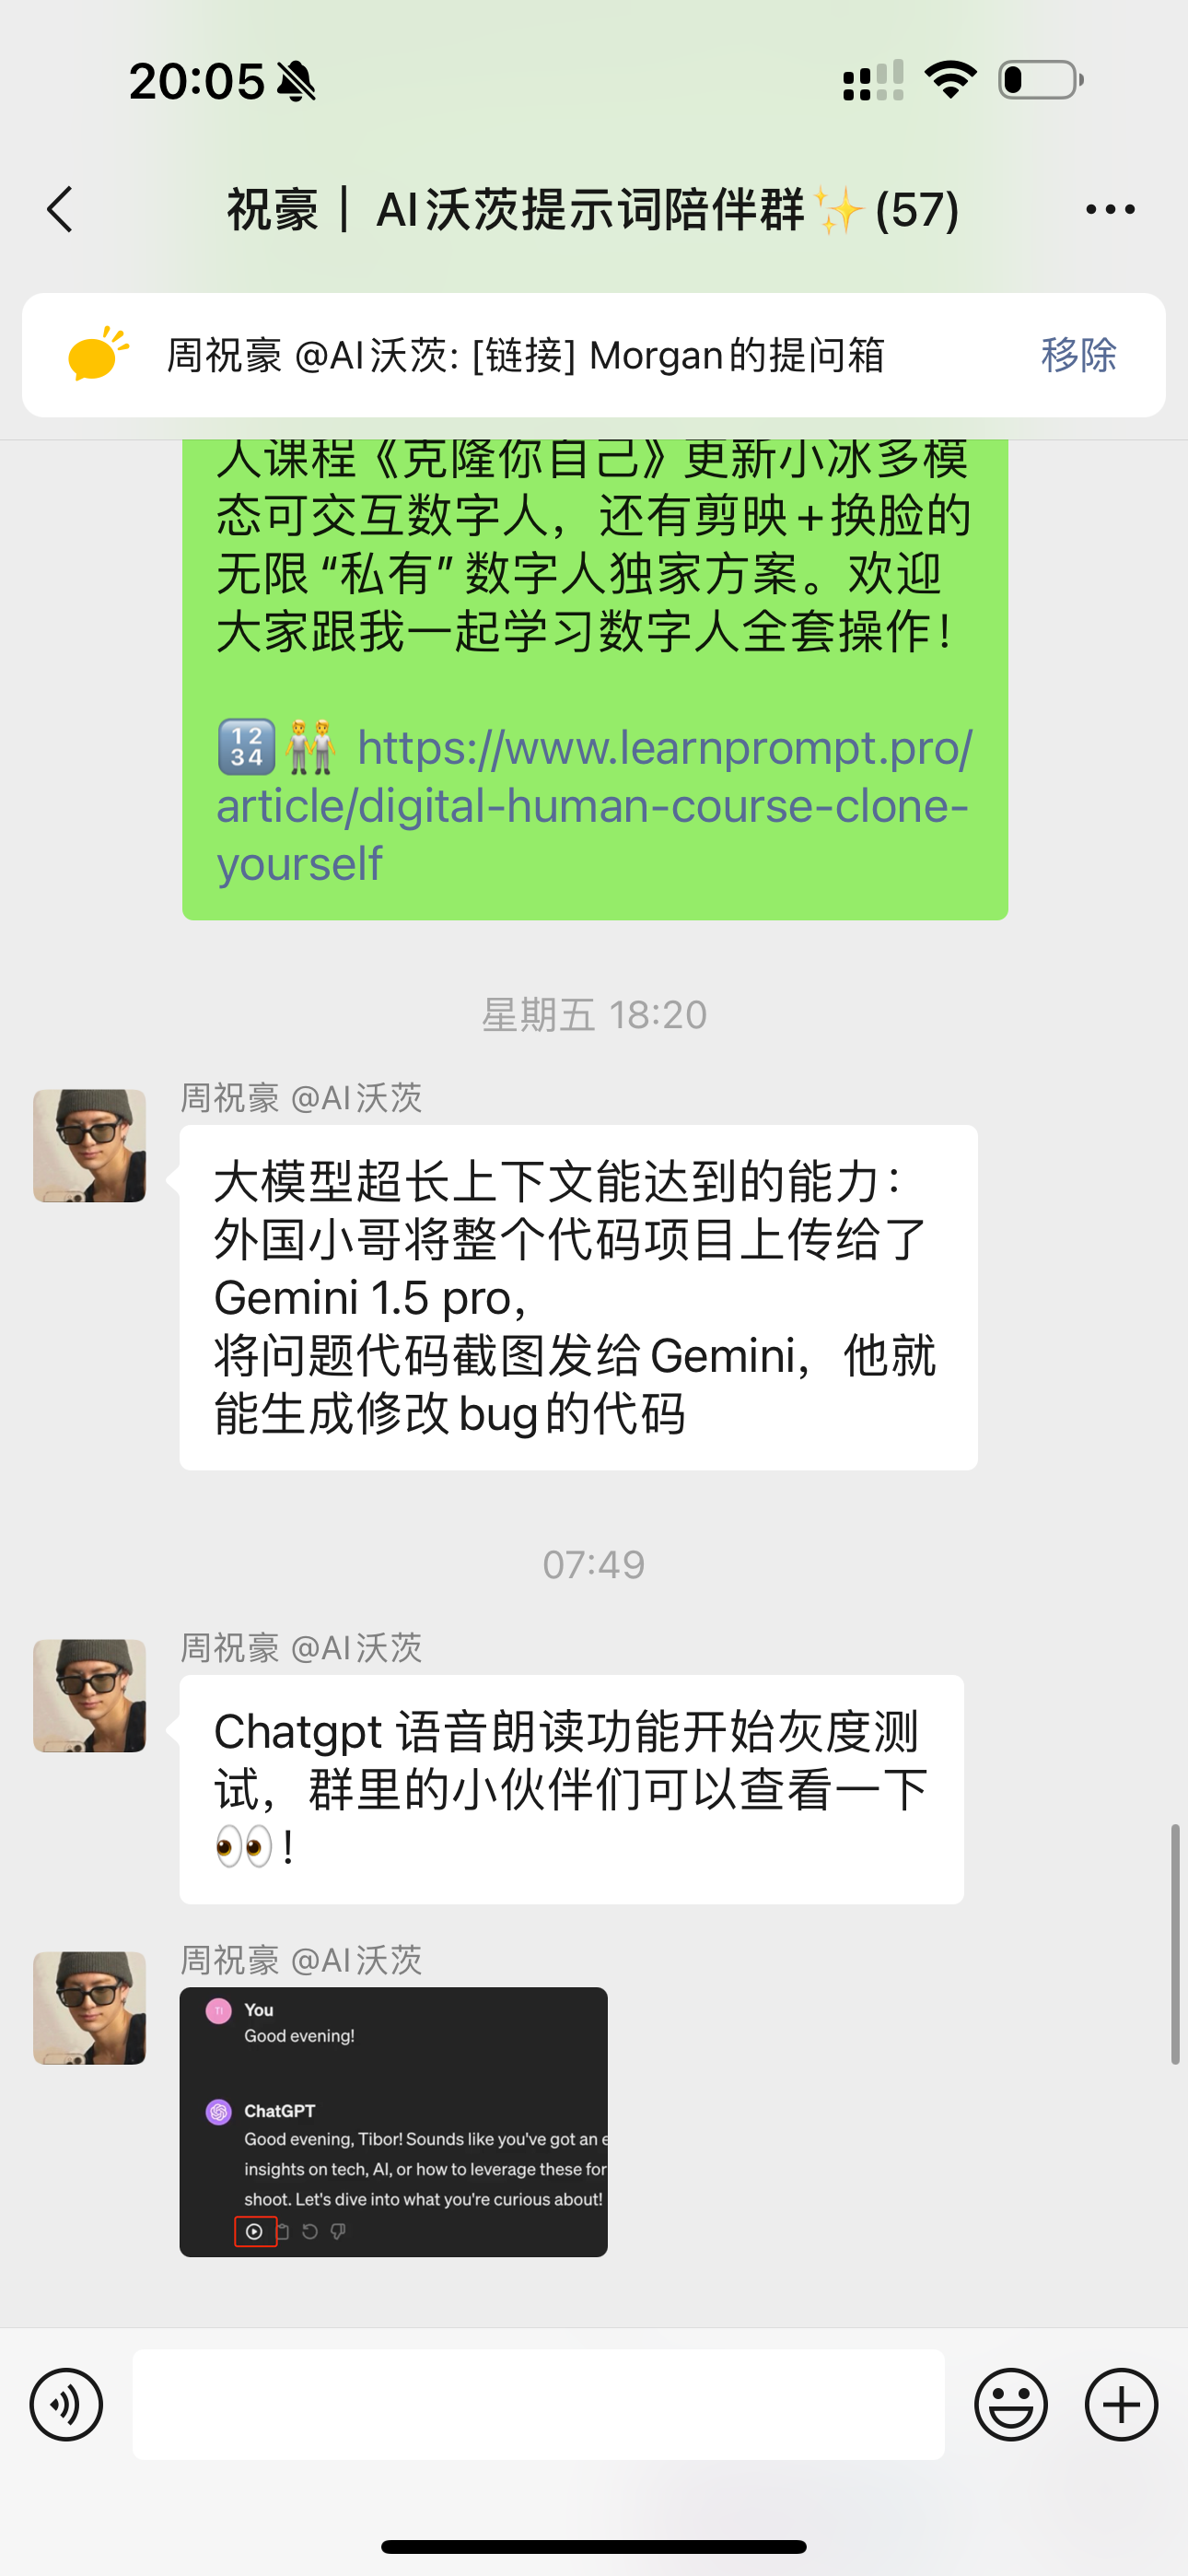 20:05
祝豪｜ AI沃茨提示词陪伴群✨(57)
周祝豪 @AI沃茨: [链接] Morgan的提问箱
移除
人课程《克隆你自己》更新小冰多模
态可交互数字人，还有剪映+换脸的
无限 “私有” 数字人独家方案。欢迎
大家跟我一起学习数字人全套操作！
🔢👬 https://www.learnprompt.pro/
article/digital-human-course-clone-
yourself
星期五 18:20
周祝豪 @AI沃茨
大模型超长上下文能达到的能力：
外国小哥将整个代码项目上传给了
Gemini 1.5 pro，
将问题代码截图发给Gemini，他就
能生成修改bug的代码
07:49
周祝豪 @AI沃茨
Chatgpt 语音朗读功能开始灰度测
试，群里的小伙伴们可以查看一下
👀！
周祝豪 @AI沃茨
TI
You
Good evening!
ChatGPT
Good evening, Tibor! Sounds like you've got an e
insights on tech, AI, or how to leverage these for
shoot. Let's dive into what you're curious about!